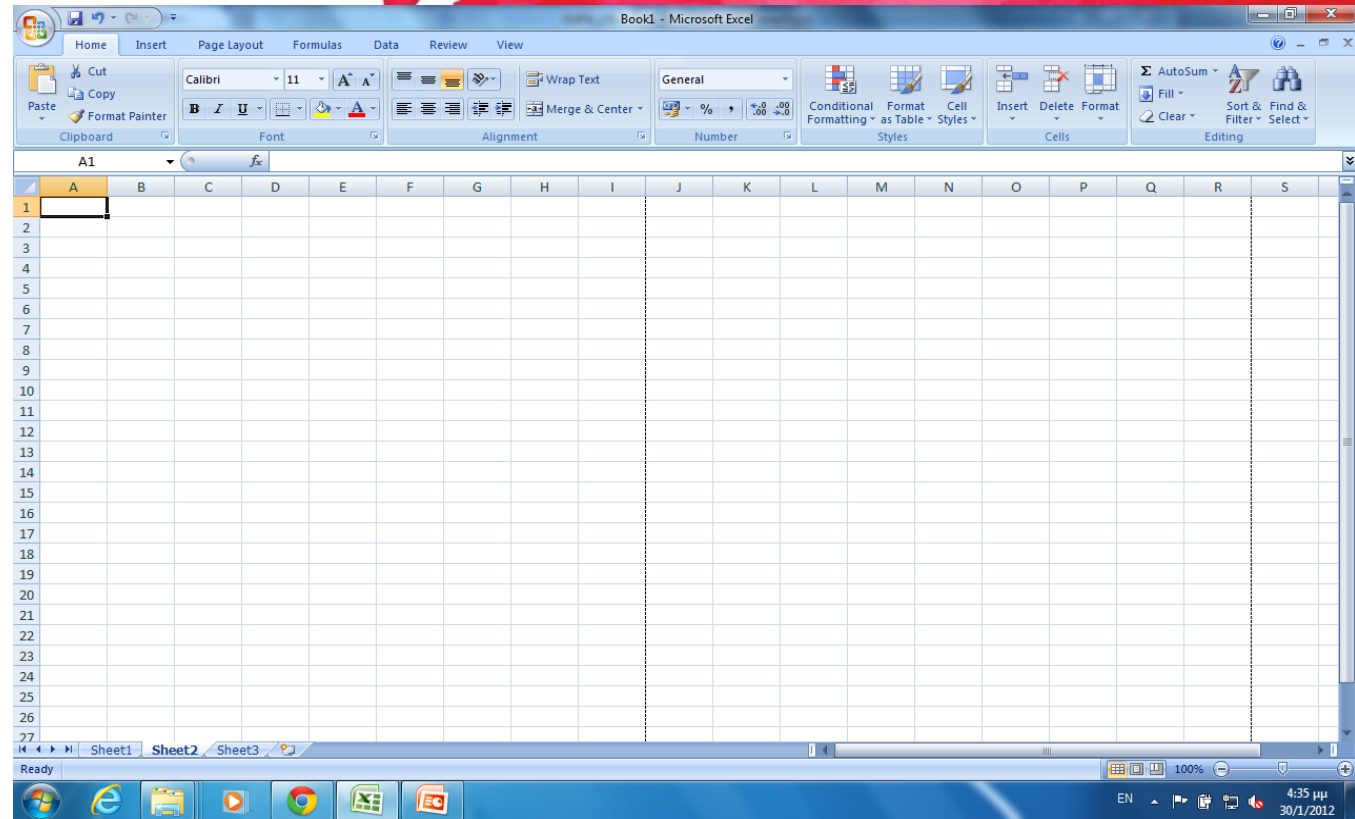 Book1 - Microsoft Excel
Home Insert Page Layout Formulas Data Review View
Cut
Copy
Paste
Format Painter
Clipboard
Calibri 11 A A
B I U A
Font
Wrap Text
Merge & Center
Alignment
General
% , .0 .00 .00 .0
Number
Conditional Formatting
Format as Table
Cell Styles
Styles
Insert Delete Format
Cells
Σ AutoSum
Fill
Clear
Sort & Filter
Find & Select
Editing
A1 fx
A B C D E F G H I J K L M N O P Q R S
1
2
3
4
5
6
7
8
9
10
11
12
13
14
15
16
17
18
19
20
21
22
23
24
25
26
27
Sheet1 Sheet2 Sheet3
Ready 100%
EN 4:35 μμ
30/1/2012